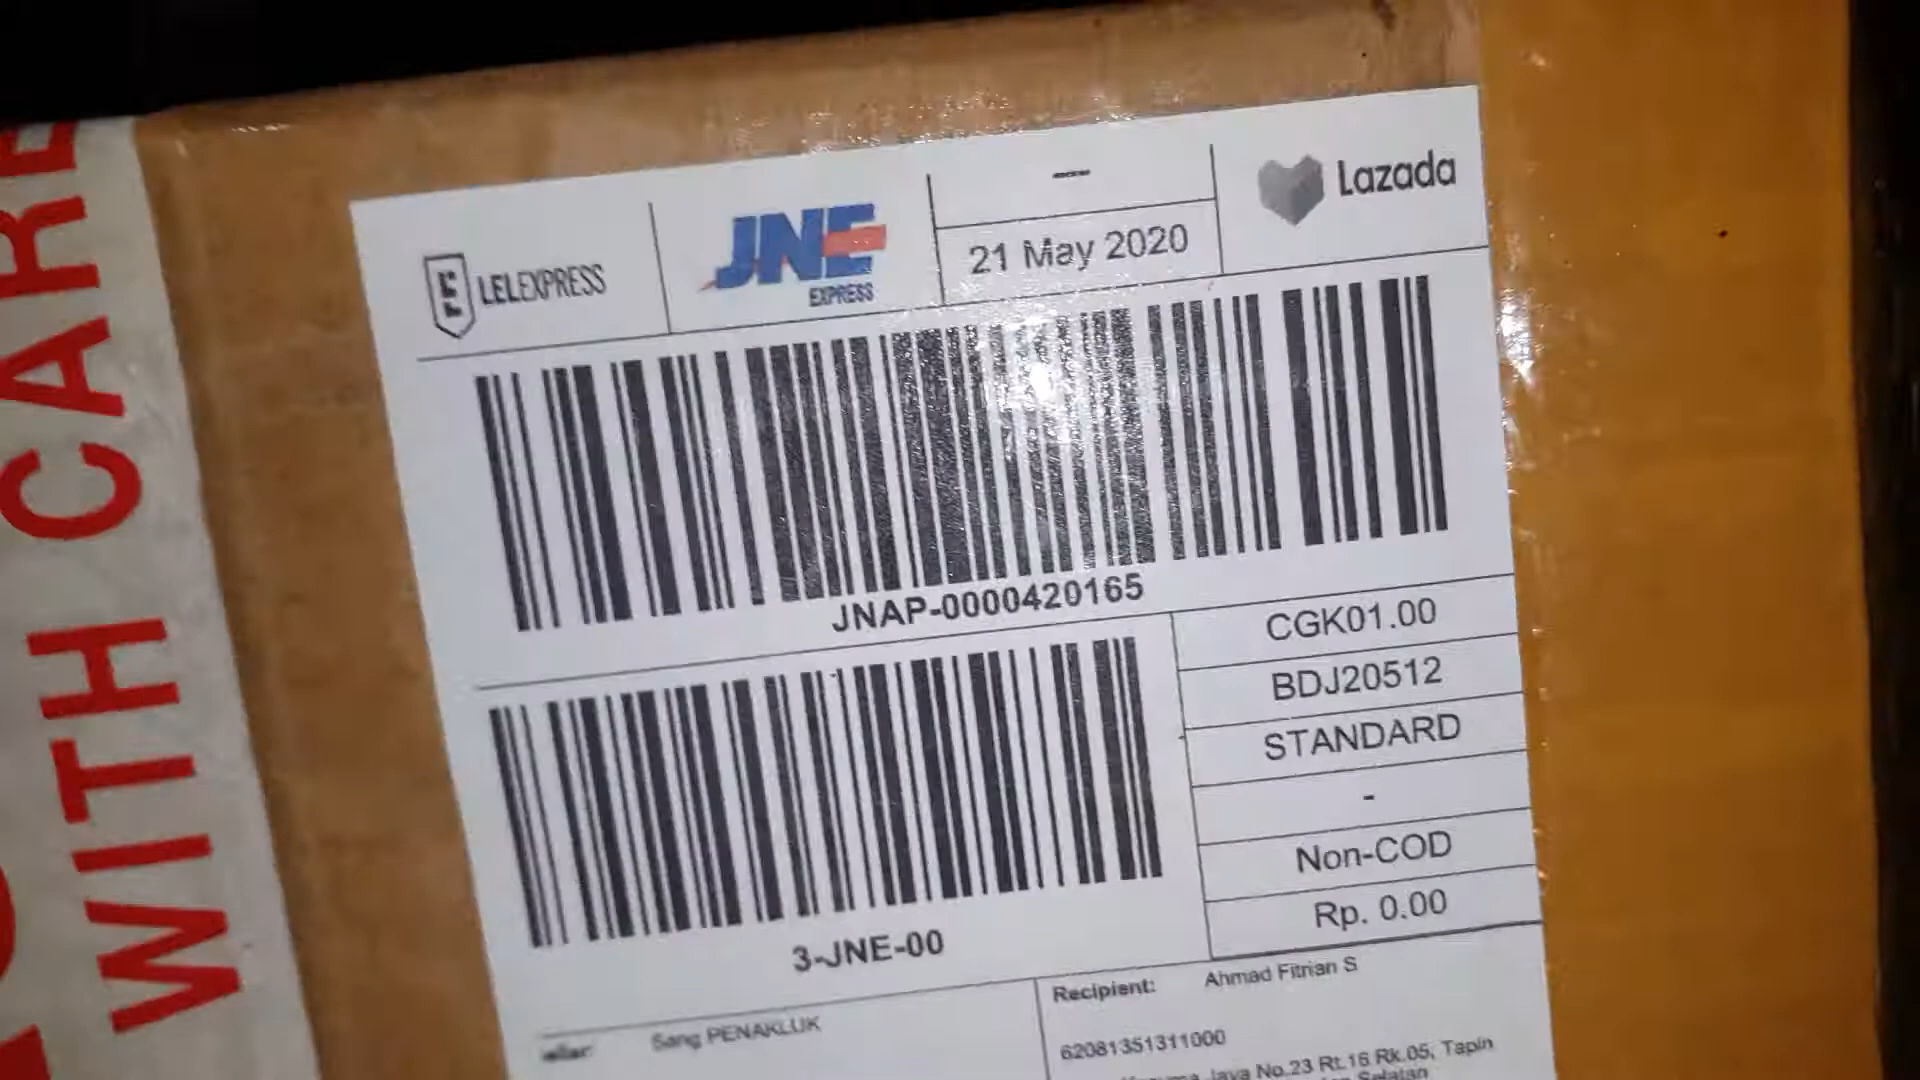 WITH CARE
LELEXPRESS
JNE
EXPRESS
21 May 2020
Lazada
JNAP-0000420165
CGK01.00
BDJ20512
STANDARD
-
Non-COD
Rp. 0.00
3-JNE-00
Sang PENAKLUK
Recipient: Ahmad Fitrian S
62081351311000
Jaya No.23 Rt.16 Rk.05, Tapin
Selatan